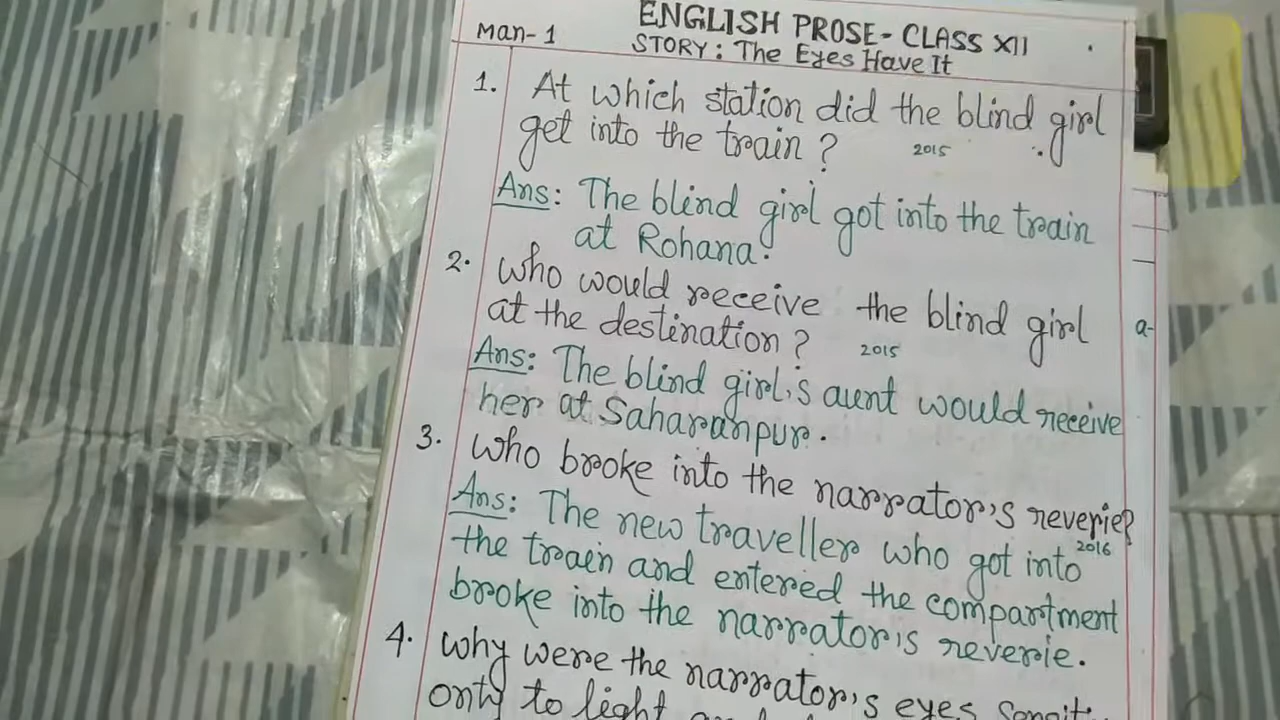 ENGLISH PROSE- CLASS XII
Man-1 STORY: The Eyes Have It
1. At which station did the blind girl
get into the train? 2015
Ans: The blind girl got into the train
at Rohana.
2. Who would receive the blind girl
at the destination? 2015
Ans: The blind girl's aunt would receive
her at Saharanpur.
3. Who broke into the narrator's reverie?
2016
Ans: The new traveller who got into
the train and entered the compartment
broke into the narrator's reverie.
4. Why were the narrator's eyes
only to light
a-